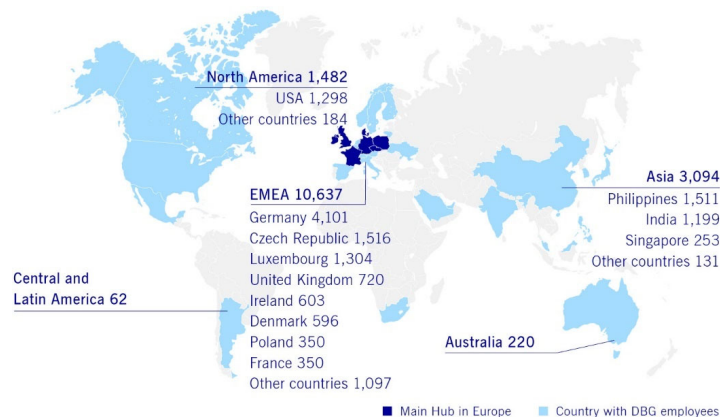 North America 1,482
USA 1,298
Other countries 184
EMEA 10,637
Germany 4,101
Czech Republic 1,516
Luxembourg 1,304
United Kingdom 720
Ireland 603
Denmark 596
Poland 350
France 350
Other countries 1,097
Asia 3,094
Philippines 1,511
India 1,199
Singapore 253
Other countries 131
Central and
Latin America 62
Australia 220
Main Hub in Europe
Country with DBG employees